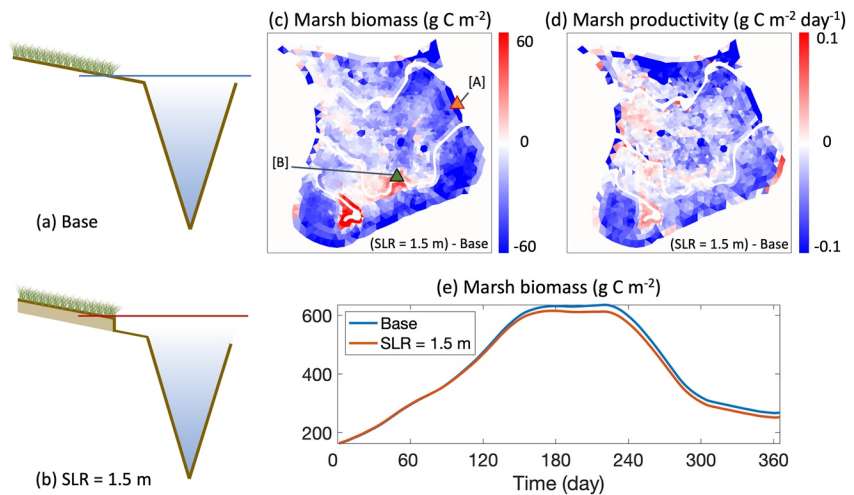 (a) Base
(b) SLR = 1.5 m
(c) Marsh biomass (g C m-2)
60
0
-60
[A]
[B]
(SLR = 1.5 m) - Base
(d) Marsh productivity (g C m-2 day-1)
0.1
0
-0.1
(SLR = 1.5 m) - Base
(e) Marsh biomass (g C m-2)
600
400
200
Base
SLR = 1.5 m
0 60 120 180 240 300 360
Time (day)